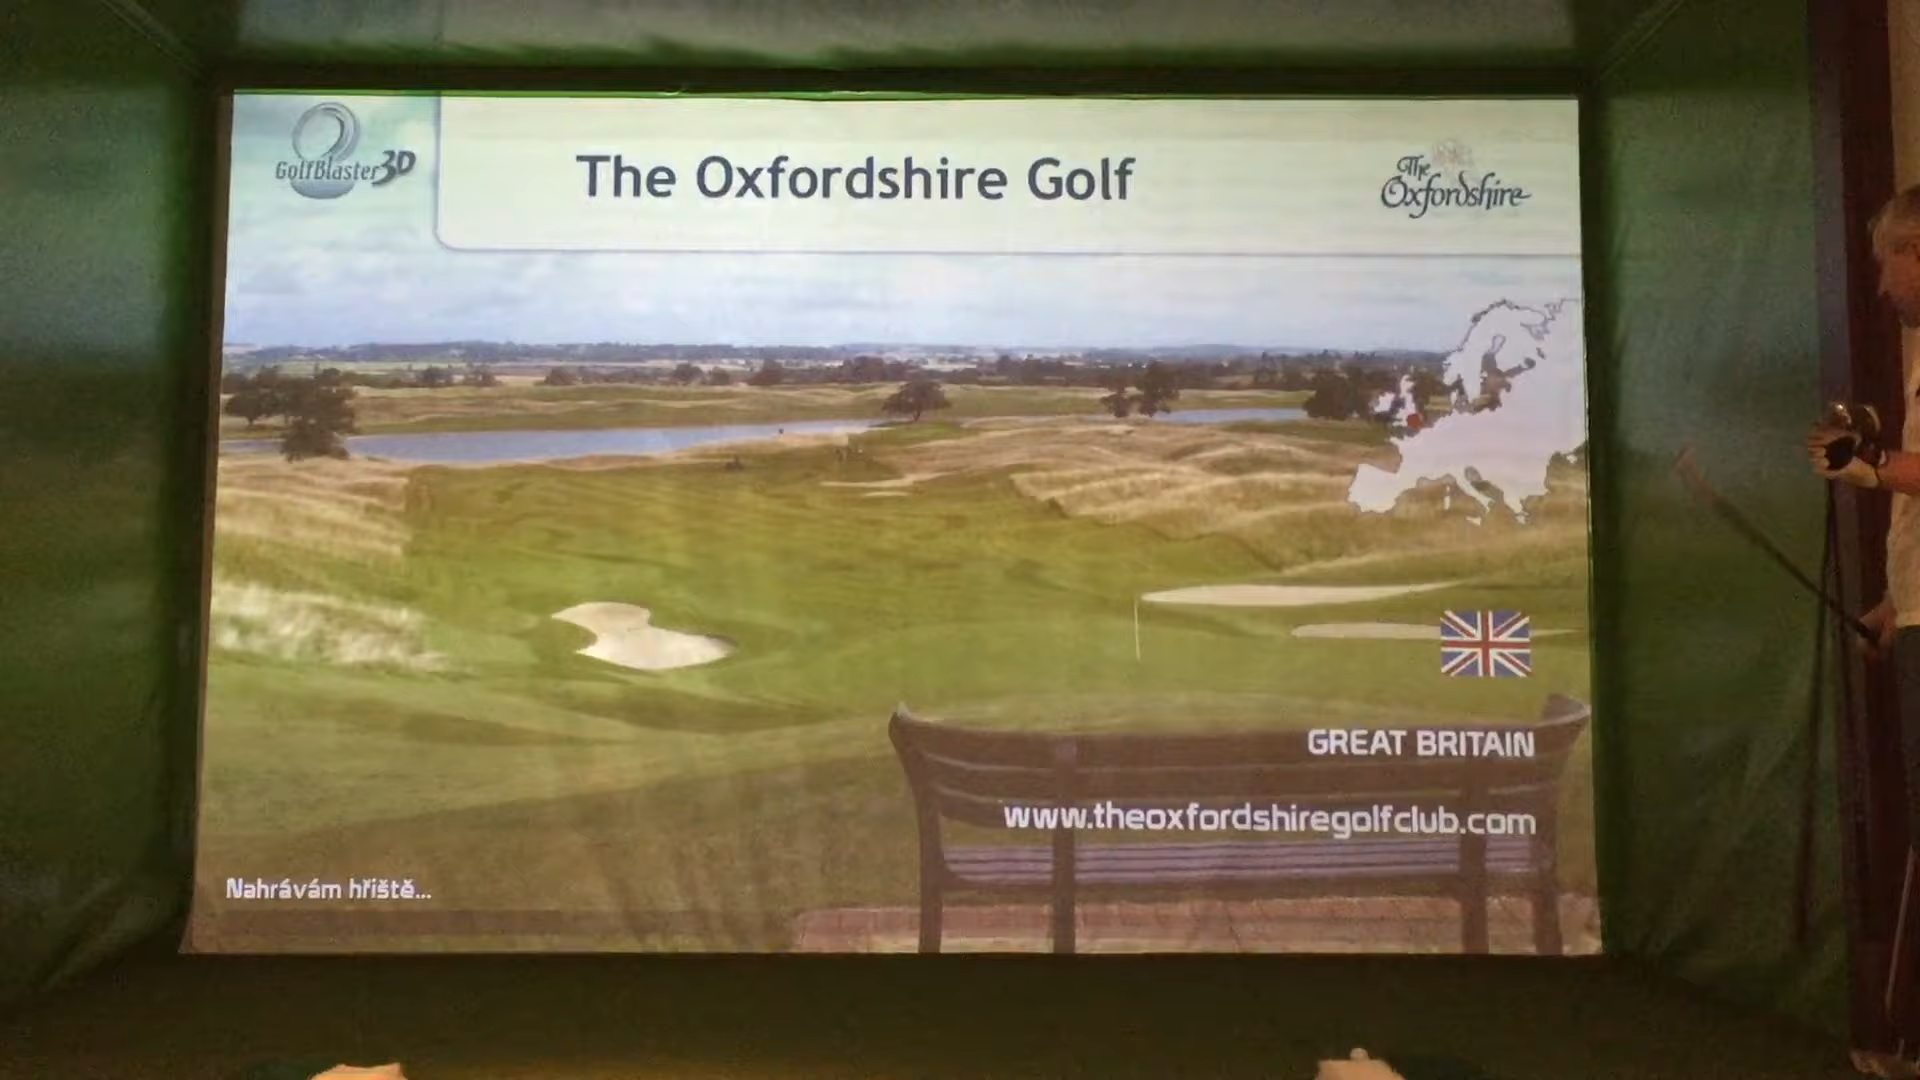 GolfBlaster3D
The Oxfordshire Golf
The
Oxfordshire
GREAT BRITAIN
www.theoxfordshiregolfclub.com
Nahrávám hřiště...